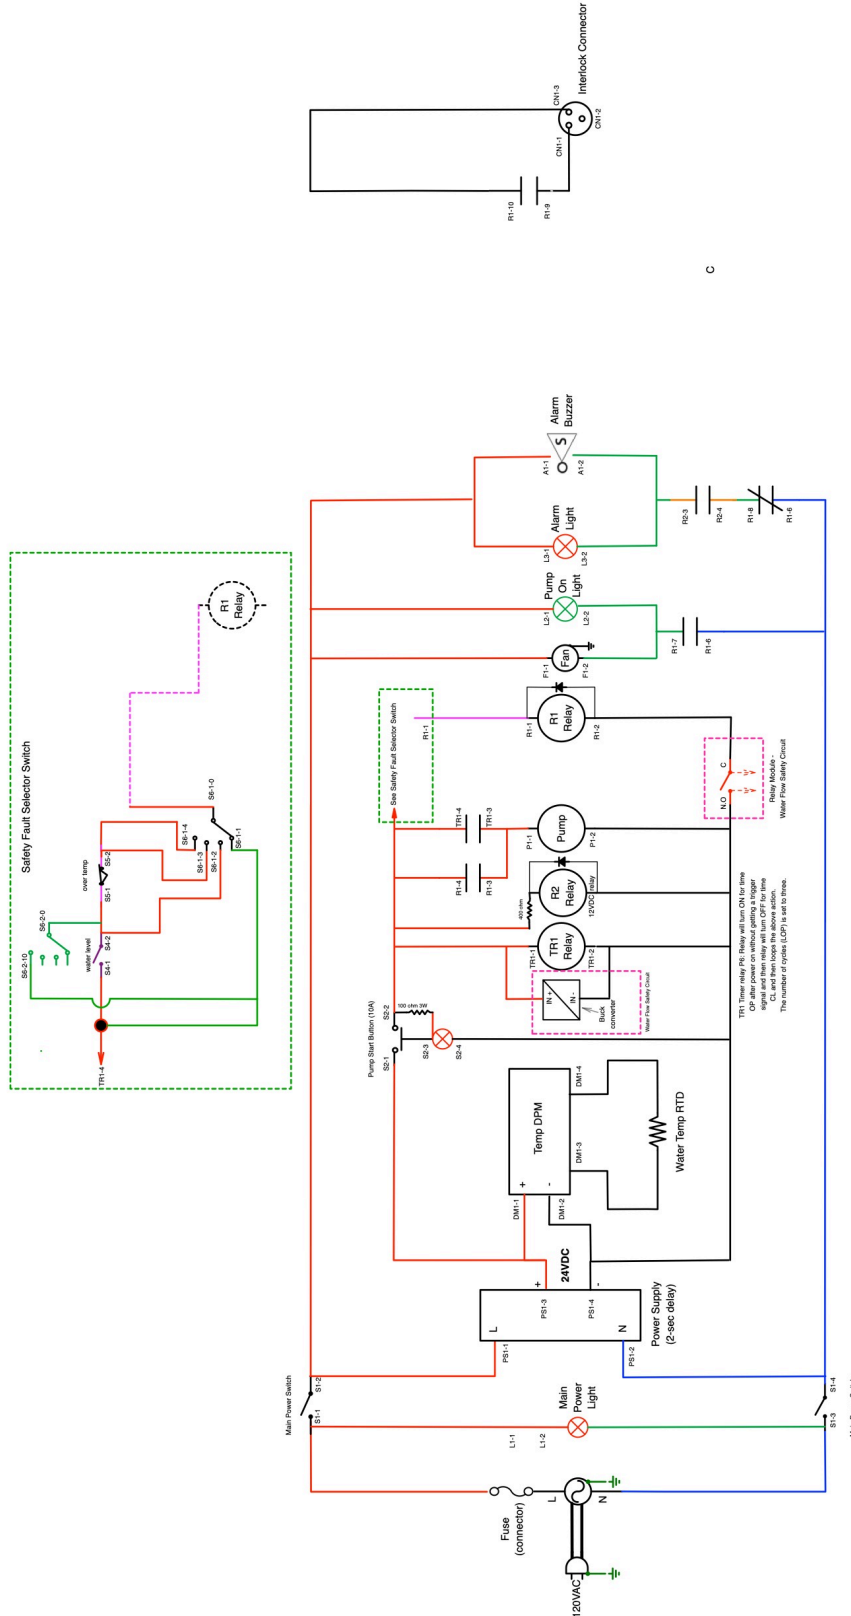 Safety Fault Selector Switch
TR1-4
S4-1
water level
S4-2
S6-2-10
S6-2-0
S5-1
over temp
S5-2
S6-1-4
S6-1-3
S6-1-2
S6-1-1
S6-1-0
R1
Relay
120VAC
Fuse
(connector)
L
N
Main Power Switch
S1-1
S1-2
S1-3
S1-4
L1-1
L1-2
Main
Power
Light
PS1-1
PS1-2
L
N
PS1-3
PS1-4
+
-
24VDC
Power Supply
(2-sec delay)
DM1-1
DM1-2
+
-
Temp DPM
DM1-3
DM1-4
Water Temp RTD
Pump Start Button (10A)
S2-1
S2-2
100 ohm 3W
S2-3
S2-4
IN +
IN -
Buck
converter
Water Flow Safety Circuit
TR1-1
TR1
Relay
TR1-2
400 ohm
R2
Relay
12VDC relay
R1-4
R1-3
TR1-4
TR1-3
P1-1
Pump
P1-2
See Safety Fault Selector Switch
R1-1
R1-1
R1
Relay
R1-2
N.O
C
Relay Module -
Water Flow Safety Circuit
TR1 Timer relay P6: Relay will turn ON for time
OP after power on without getting a trigger
signal and then relay will turn OFF for time
CL and then loops the above action.
The number of cycles (LOP) is set to three.
F1-1
Fan
F1-2
L2-1
L2-2
Pump
On
Light
R1-7
R1-6
L3-1
L3-2
Alarm
Light
A1-1
S
A1-2
Alarm
Buzzer
R2-3
R2-4
R1-8
R1-6
C
R1-10
R1-9
CN1-1
CN1-3
CN1-2
Interlock Connector